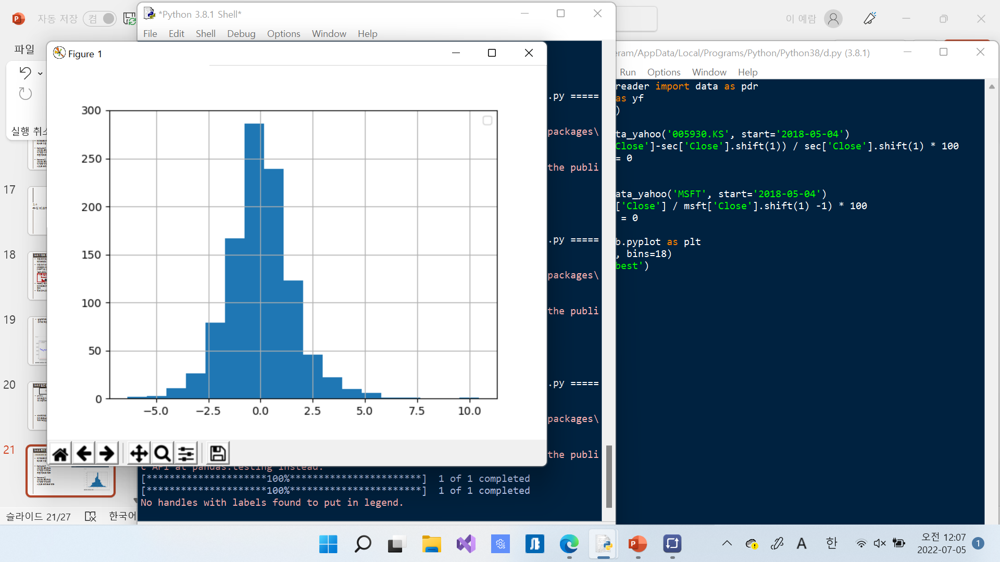 자동 저장
켬
이 예람
파일
실행 취소
17
18
19
20
21
슬라이드 21/27
한국어
*Python 3.8.1 Shell*
File Edit Shell Debug Options Window Help
.py =====
packages\
the publi
.py =====
packages\
the publi
.py =====
packages\
the publi
c API at pandas.testing instead.
[*********************100%***********************] 1 of 1 completed
[*********************100%***********************] 1 of 1 completed
No handles with labels found to put in legend.
Figure 1
300
250
200
150
100
50
0
−5.0 −2.5 0.0 2.5 5.0 7.5 10.0
eram/AppData/Local/Programs/Python/Python38/d.py (3.8.1)
Run Options Window Help
reader import data as pdr
as yf
)
ta_yahoo('005930.KS', start='2018-05-04')
Close']-sec['Close'].shift(1)) / sec['Close'].shift(1) * 100
= 0
ata_yahoo('MSFT', start='2018-05-04')
['Close'] / msft['Close'].shift(1) -1) * 100
= 0
b.pyplot as plt
, bins=18)
best')
A
한
오전 12:07
2022-07-05
1